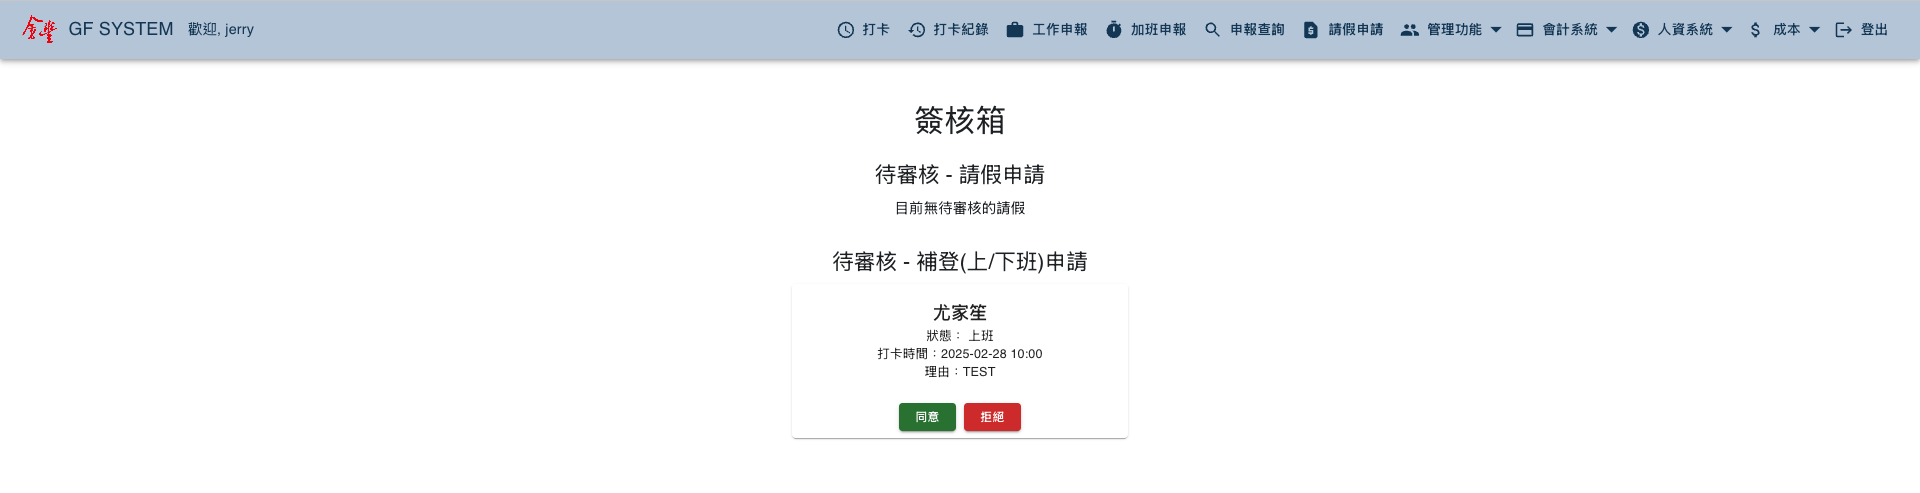 金豐 GF SYSTEM 歡迎, jerry 打卡 打卡紀錄 工作申報 加班申報 申報查詢 請假申請 管理功能 會計系統 人資系統 成本 登出
簽核箱
待審核 - 請假申請
目前無待審核的請假
待審核 - 補登(上/下班)申請
尤家笙
狀態： 上班
打卡時間：2025-02-28 10:00
理由：TEST
同意 拒絕